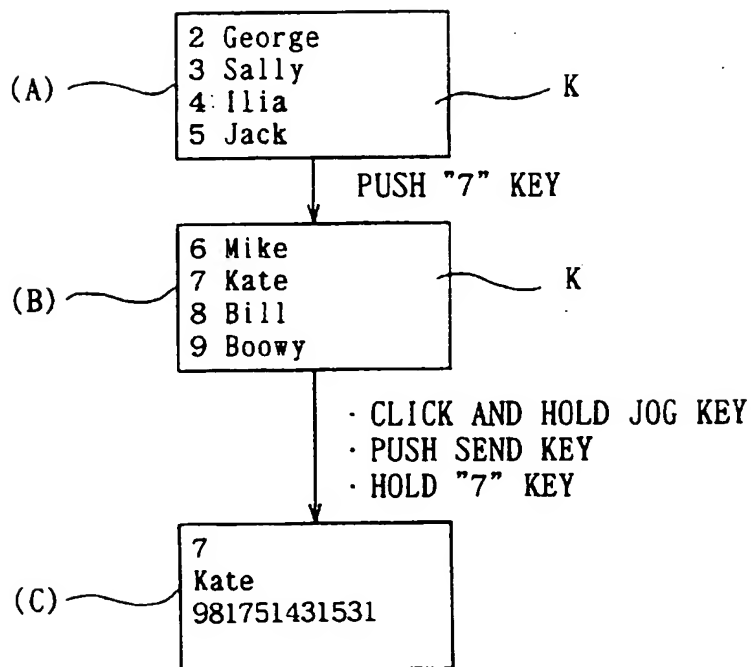 2 George
3 Sally
4 Ilia
5 Jack
(A)
K
PUSH "7" KEY
6 Mike
7 Kate
8 Bill
9 Boowy
(B)
K
· CLICK AND HOLD JOG KEY
· PUSH SEND KEY
· HOLD "7" KEY
7
Kate
981751431531
(C)